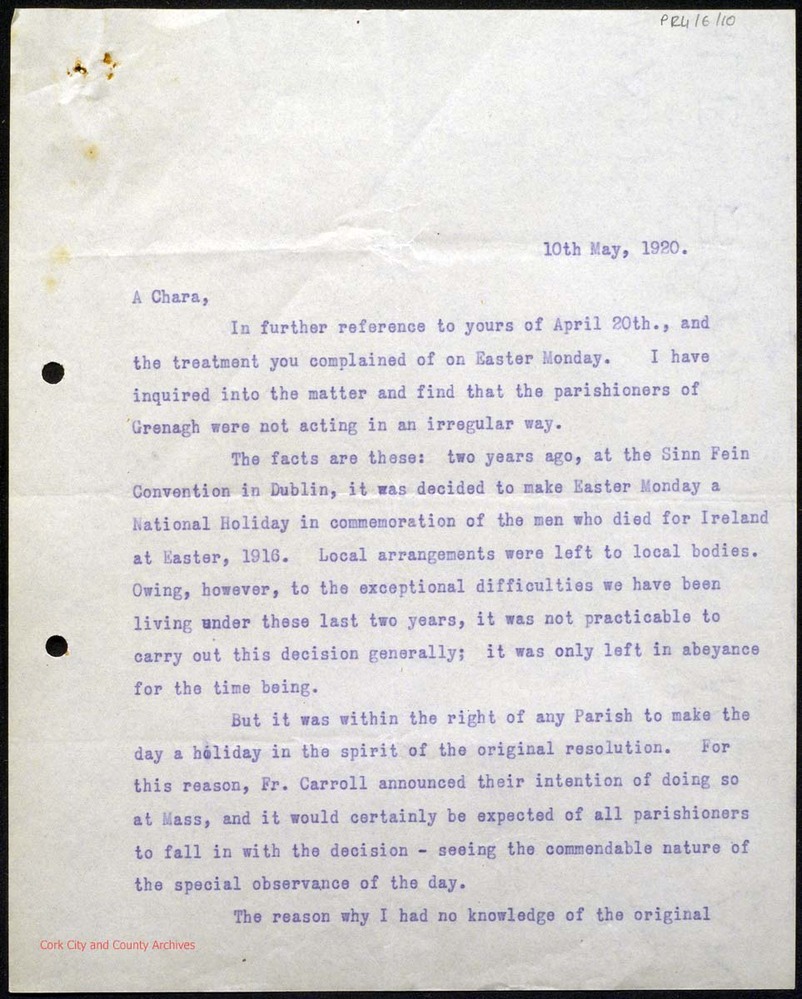 PR4/6/10
10th May, 1920.
A Chara,
In further reference to yours of April 20th., and
the treatment you complained of on Easter Monday. I have
inquired into the matter and find that the parishioners of
Grenagh were not acting in an irregular way.
The facts are these: two years ago, at the Sinn Fein
Convention in Dublin, it was decided to make Easter Monday a
National Holiday in commemoration of the men who died for Ireland
at Easter, 1916. Local arrangements were left to local bodies.
Owing, however, to the exceptional difficulties we have been
living under these last two years, it was not practicable to
carry out this decision generally; it was only left in abeyance
for the time being.
But it was within the right of any Parish to make the
day a holiday in the spirit of the original resolution. For
this reason, Fr. Carroll announced their intention of doing so
at Mass, and it would certainly be expected of all parishioners
to fall in with the decision - seeing the commendable nature of
the special observance of the day.
The reason why I had no knowledge of the original
Cork City and County Archives